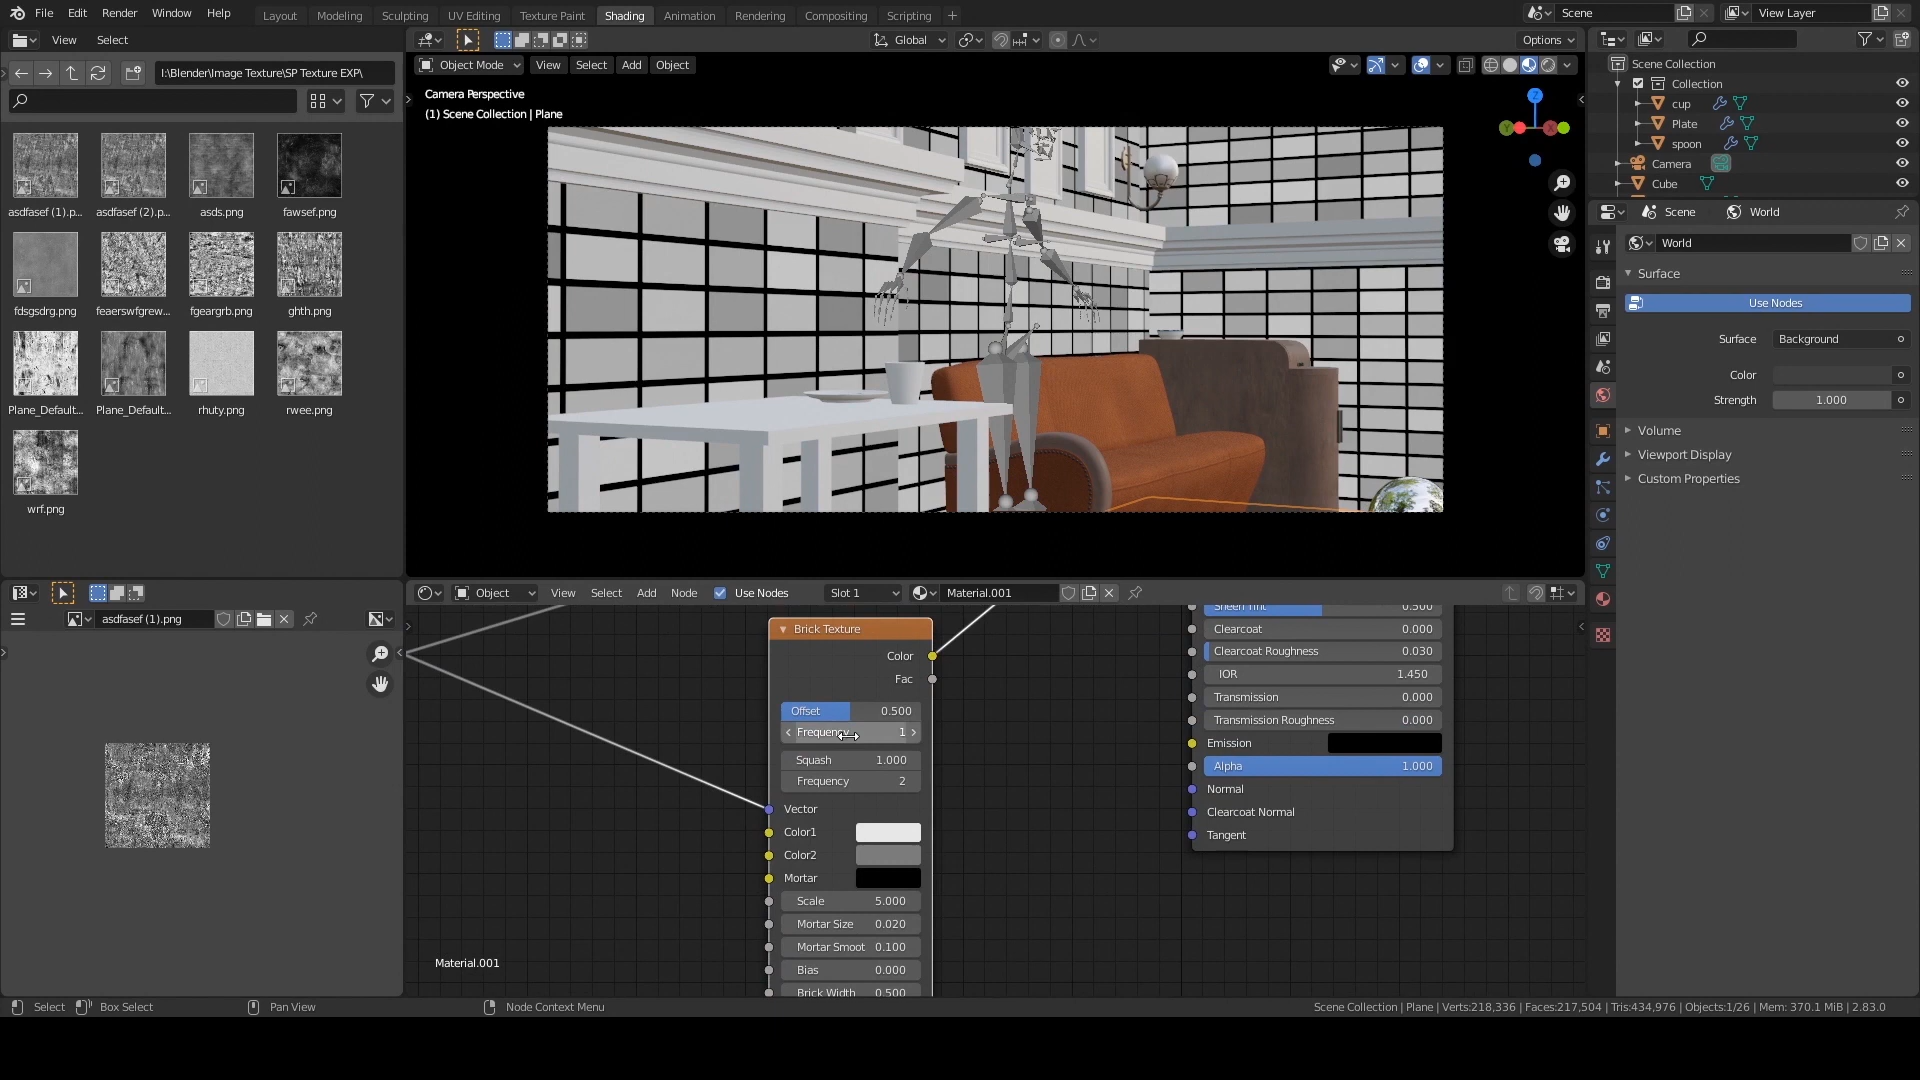 File Edit Render Window Help
Layout Modeling Sculpting UV Editing Texture Paint Shading Animation Rendering Compositing Scripting +
Scene
View Layer
View Select
Global
Options
I:\Blender\Image Texture\SP Texture EXP\
Object Mode View Select Add Object
Camera Perspective
(1) Scene Collection | Plane
Z
Y
X
asdfasef (1).p...
asdfasef (2).p...
asds.png
fawsef.png
fdsgsdrg.png
feaerswfgrew...
fgeargrb.png
ghth.png
Plane_Default...
Plane_Default...
rhuty.png
rwee.png
wrf.png
Scene Collection
Collection
cup
Plate
spoon
Camera
Cube
Scene World
World
Surface
Use Nodes
Surface Background
Color
Strength 1.000
Volume
Viewport Display
Custom Properties
asdfasef (1).png
Object View Select Add Node Use Nodes Slot 1 Material.001
Brick Texture
Color
Fac
Offset 0.500
Frequency 1
Squash 1.000
Frequency 2
Vector
Color1
Color2
Mortar
Scale 5.000
Mortar Size 0.020
Mortar Smoot 0.100
Bias 0.000
Brick Width 0.500
Sheen Tint 0.500
Clearcoat 0.000
Clearcoat Roughness 0.030
IOR 1.450
Transmission 0.000
Transmission Roughness 0.000
Emission
Alpha 1.000
Normal
Clearcoat Normal
Tangent
Material.001
Select Box Select Pan View Node Context Menu
Scene Collection | Plane | Verts:218,336 | Faces:217,504 | Tris:434,976 | Objects:1/26 | Mem: 370.1 MiB | 2.83.0